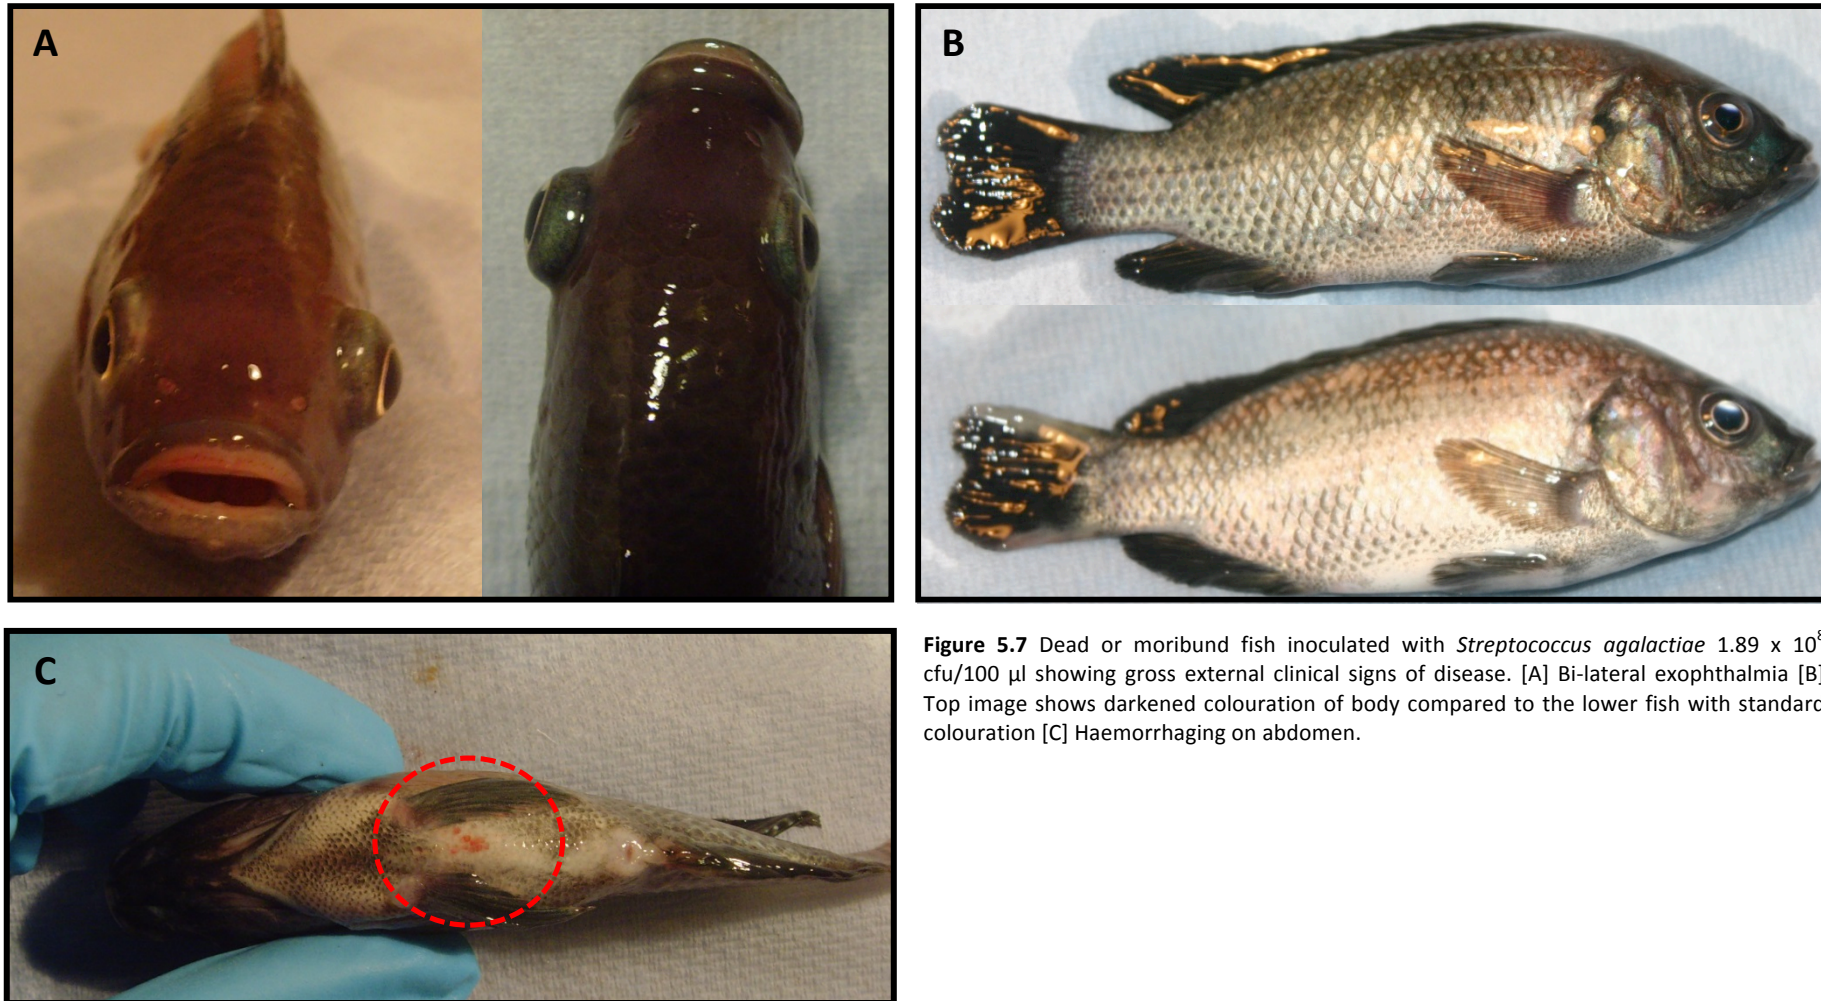 A
B
C
Figure 5.7 Dead or moribund fish inoculated with Streptococcus agalactiae 1.89 x 10⁸
cfu/100 µl showing gross external clinical signs of disease. [A] Bi-lateral exophthalmia [B]
Top image shows darkened colouration of body compared to the lower fish with standard
colouration [C] Haemorrhaging on abdomen.